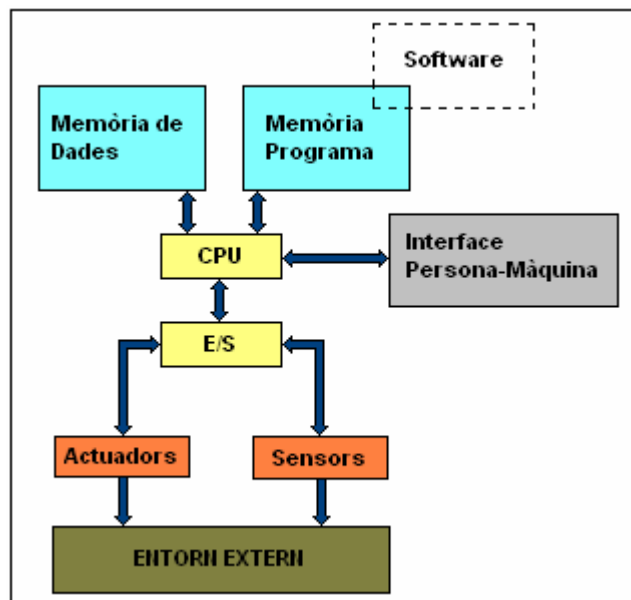 Software
Memòria de
Dades
Memòria
Programa
CPU
Interface
Persona-Màquina
E/S
Actuadors
Sensors
ENTORN EXTERN